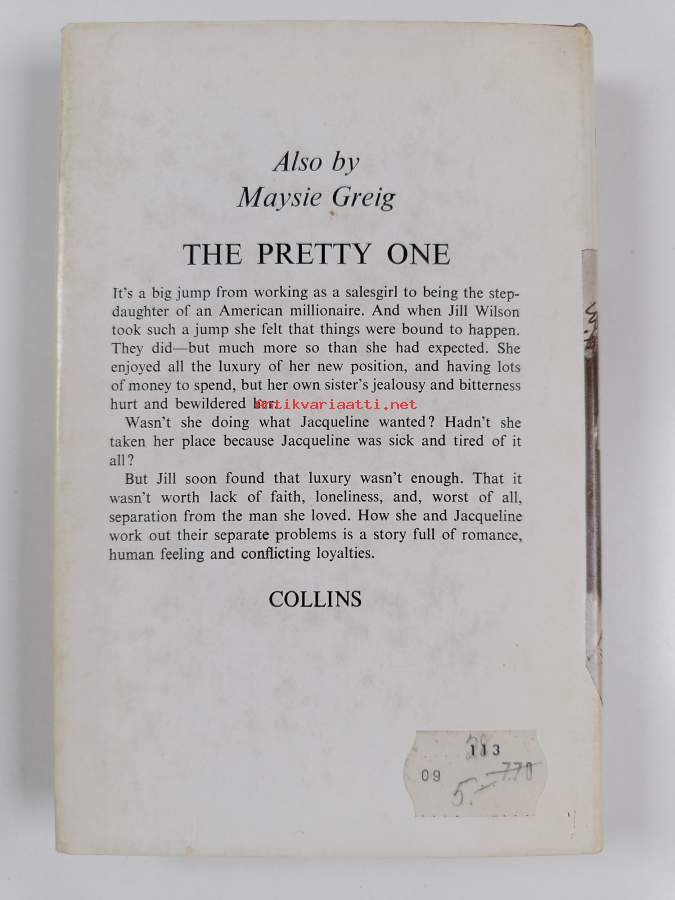 Also by
Maysie Greig
THE PRETTY ONE
It's a big jump from working as a salesgirl to being the step-
daughter of an American millionaire. And when Jill Wilson
took such a jump she felt that things were bound to happen.
They did—but much more so than she had expected. She
enjoyed all the luxury of her new position, and having lots
of money to spend, but her own sister's jealousy and bitterness
hurt and bewildered her.
antikvariaatti.net
Wasn't she doing what Jacqueline wanted? Hadn't she
taken her place because Jacqueline was sick and tired of it
all?
But Jill soon found that luxury wasn't enough. That it
wasn't worth lack of faith, loneliness, and, worst of all,
separation from the man she loved. How she and Jacqueline
work out their separate problems is a story full of romance,
human feeling and conflicting loyalties.
COLLINS
113
09 7.70
5.-